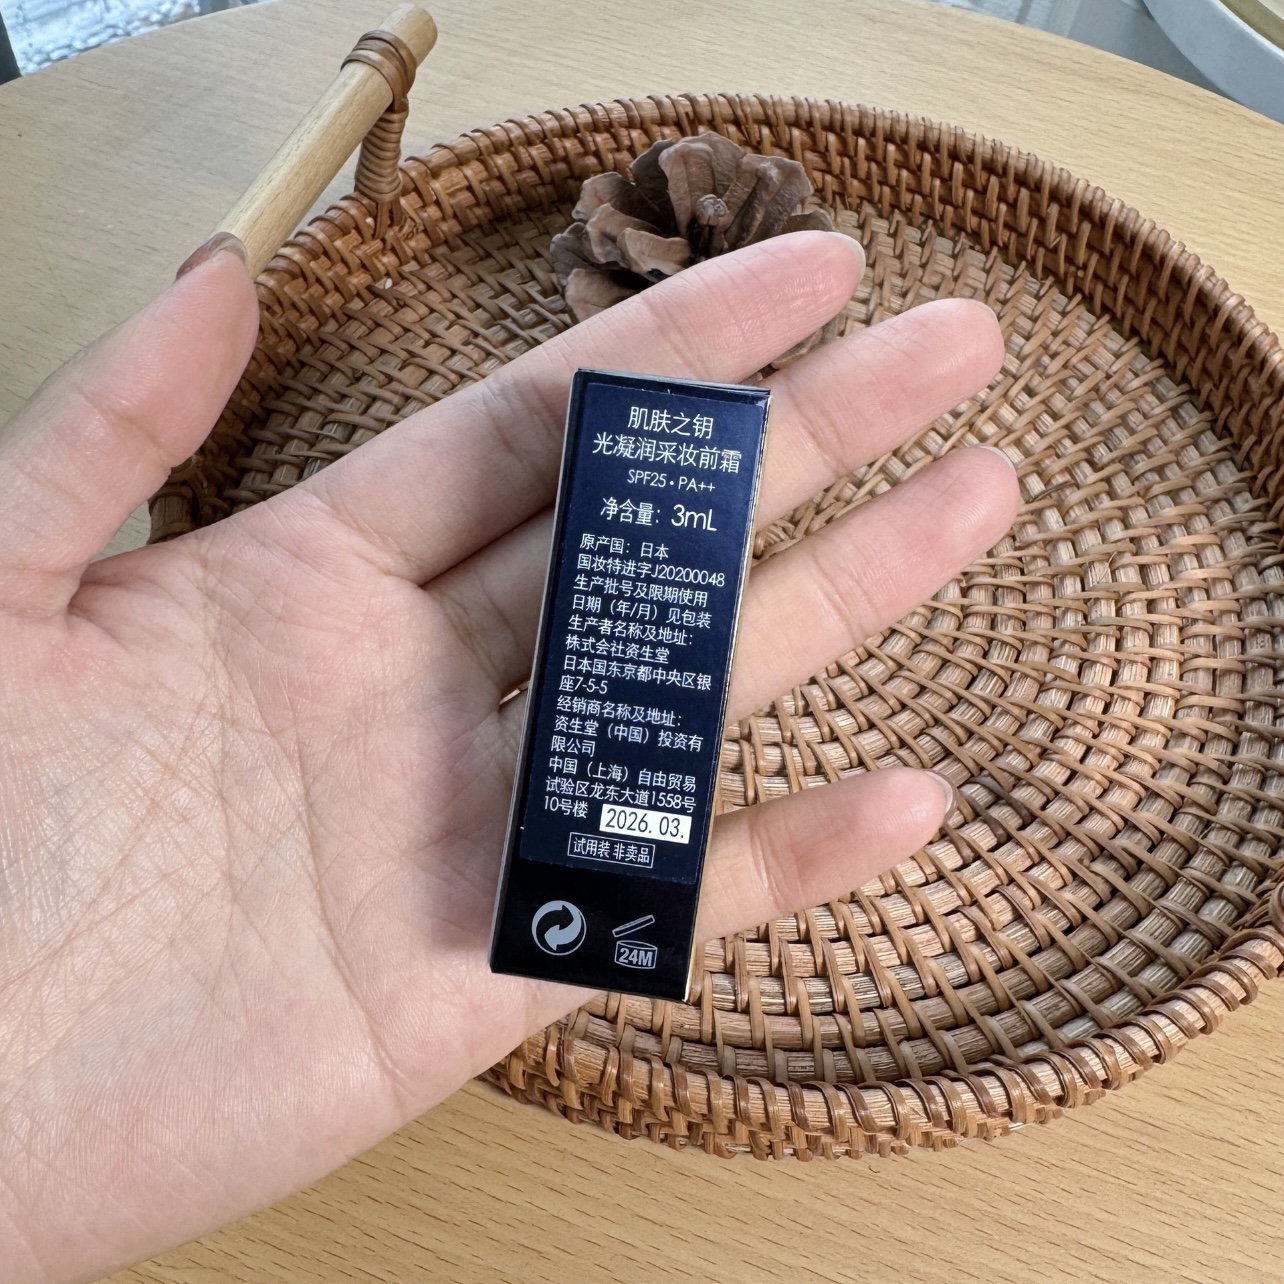 肌肤之钥
光凝润采妆前霜
SPF25·PA++
净含量：3mL
原产国：日本
国妆特进字J20200048
生产批号及限期使用
日期（年/月）见包装
生产者名称及地址：
株式会社资生堂
日本国东京都中央区银
座7-5-5
经销商名称及地址：
资生堂（中国）投资有
限公司
中国（上海）自由贸易
试验区龙东大道1558号
10号楼 2026.03.
试用装 非卖品
24M